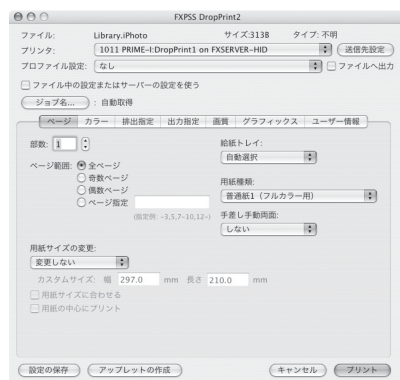 FXPSS DropPrint2
ファイル: Library.iPhoto サイズ:313B タイプ: 不明
プリンタ: 1011 PRIME-I:DropPrint1 on FXSERVER-HID 送信先設定
プロファイル設定: なし ファイルへ出力
ファイル中の設定またはサーバーの設定を使う
ジョブ名... : 自動取得
ページ カラー 排出指定 出力指定 画質 グラフィックス ユーザー情報
部数: 1
給紙トレイ:
自動選択
ページ範囲: 全ページ
奇数ページ
偶数ページ
ページ指定
(指定例: ~3,5,7-10,12~)
用紙種類:
普通紙1 (フルカラー用)
手差し手動両面:
しない
用紙サイズの変更:
変更しない
カスタムサイズ: 幅 297.0 mm 長さ 210.0 mm
用紙サイズに合わせる
用紙の中心にプリント
設定の保存 アップレットの作成 キャンセル プリント